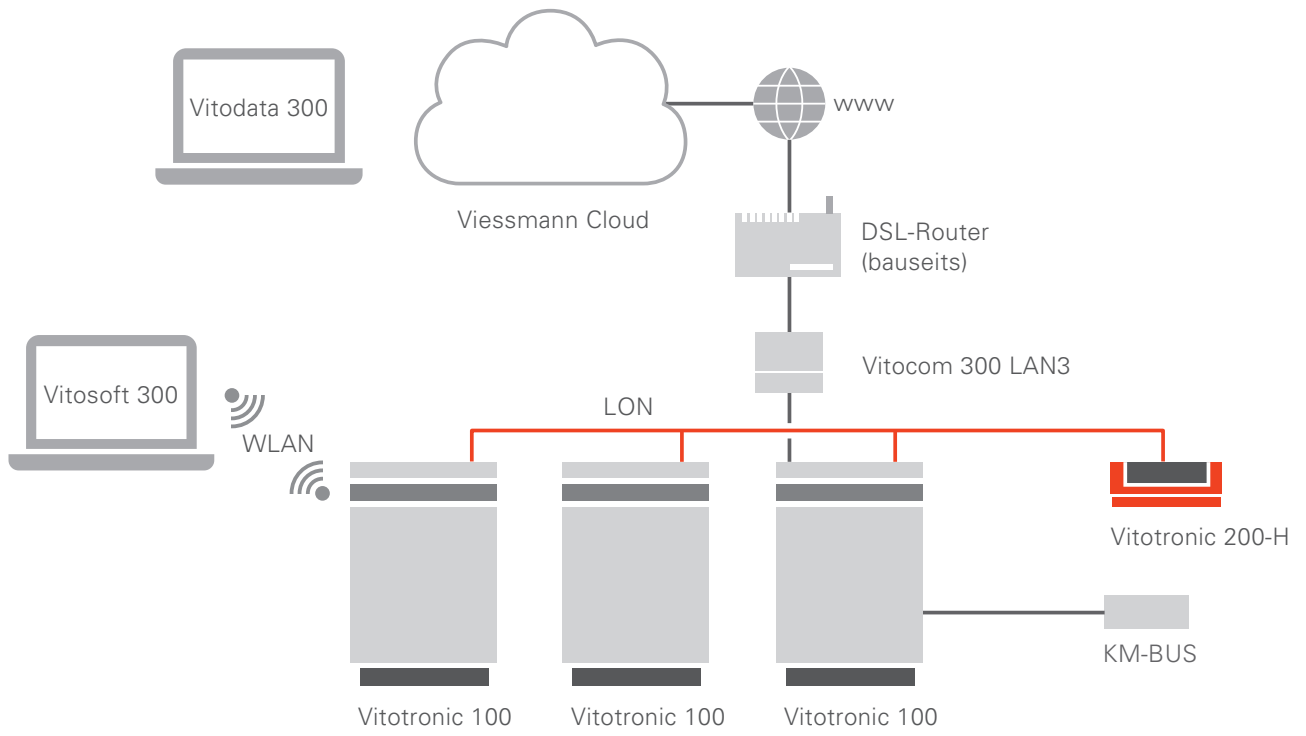 Vitodata 300
www
Viessmann Cloud
DSL-Router
(bauseits)
Vitosoft 300
Vitocom 300 LAN3
LON
WLAN
Vitotronic 200-H
KM-BUS
Vitotronic 100
Vitotronic 100
Vitotronic 100